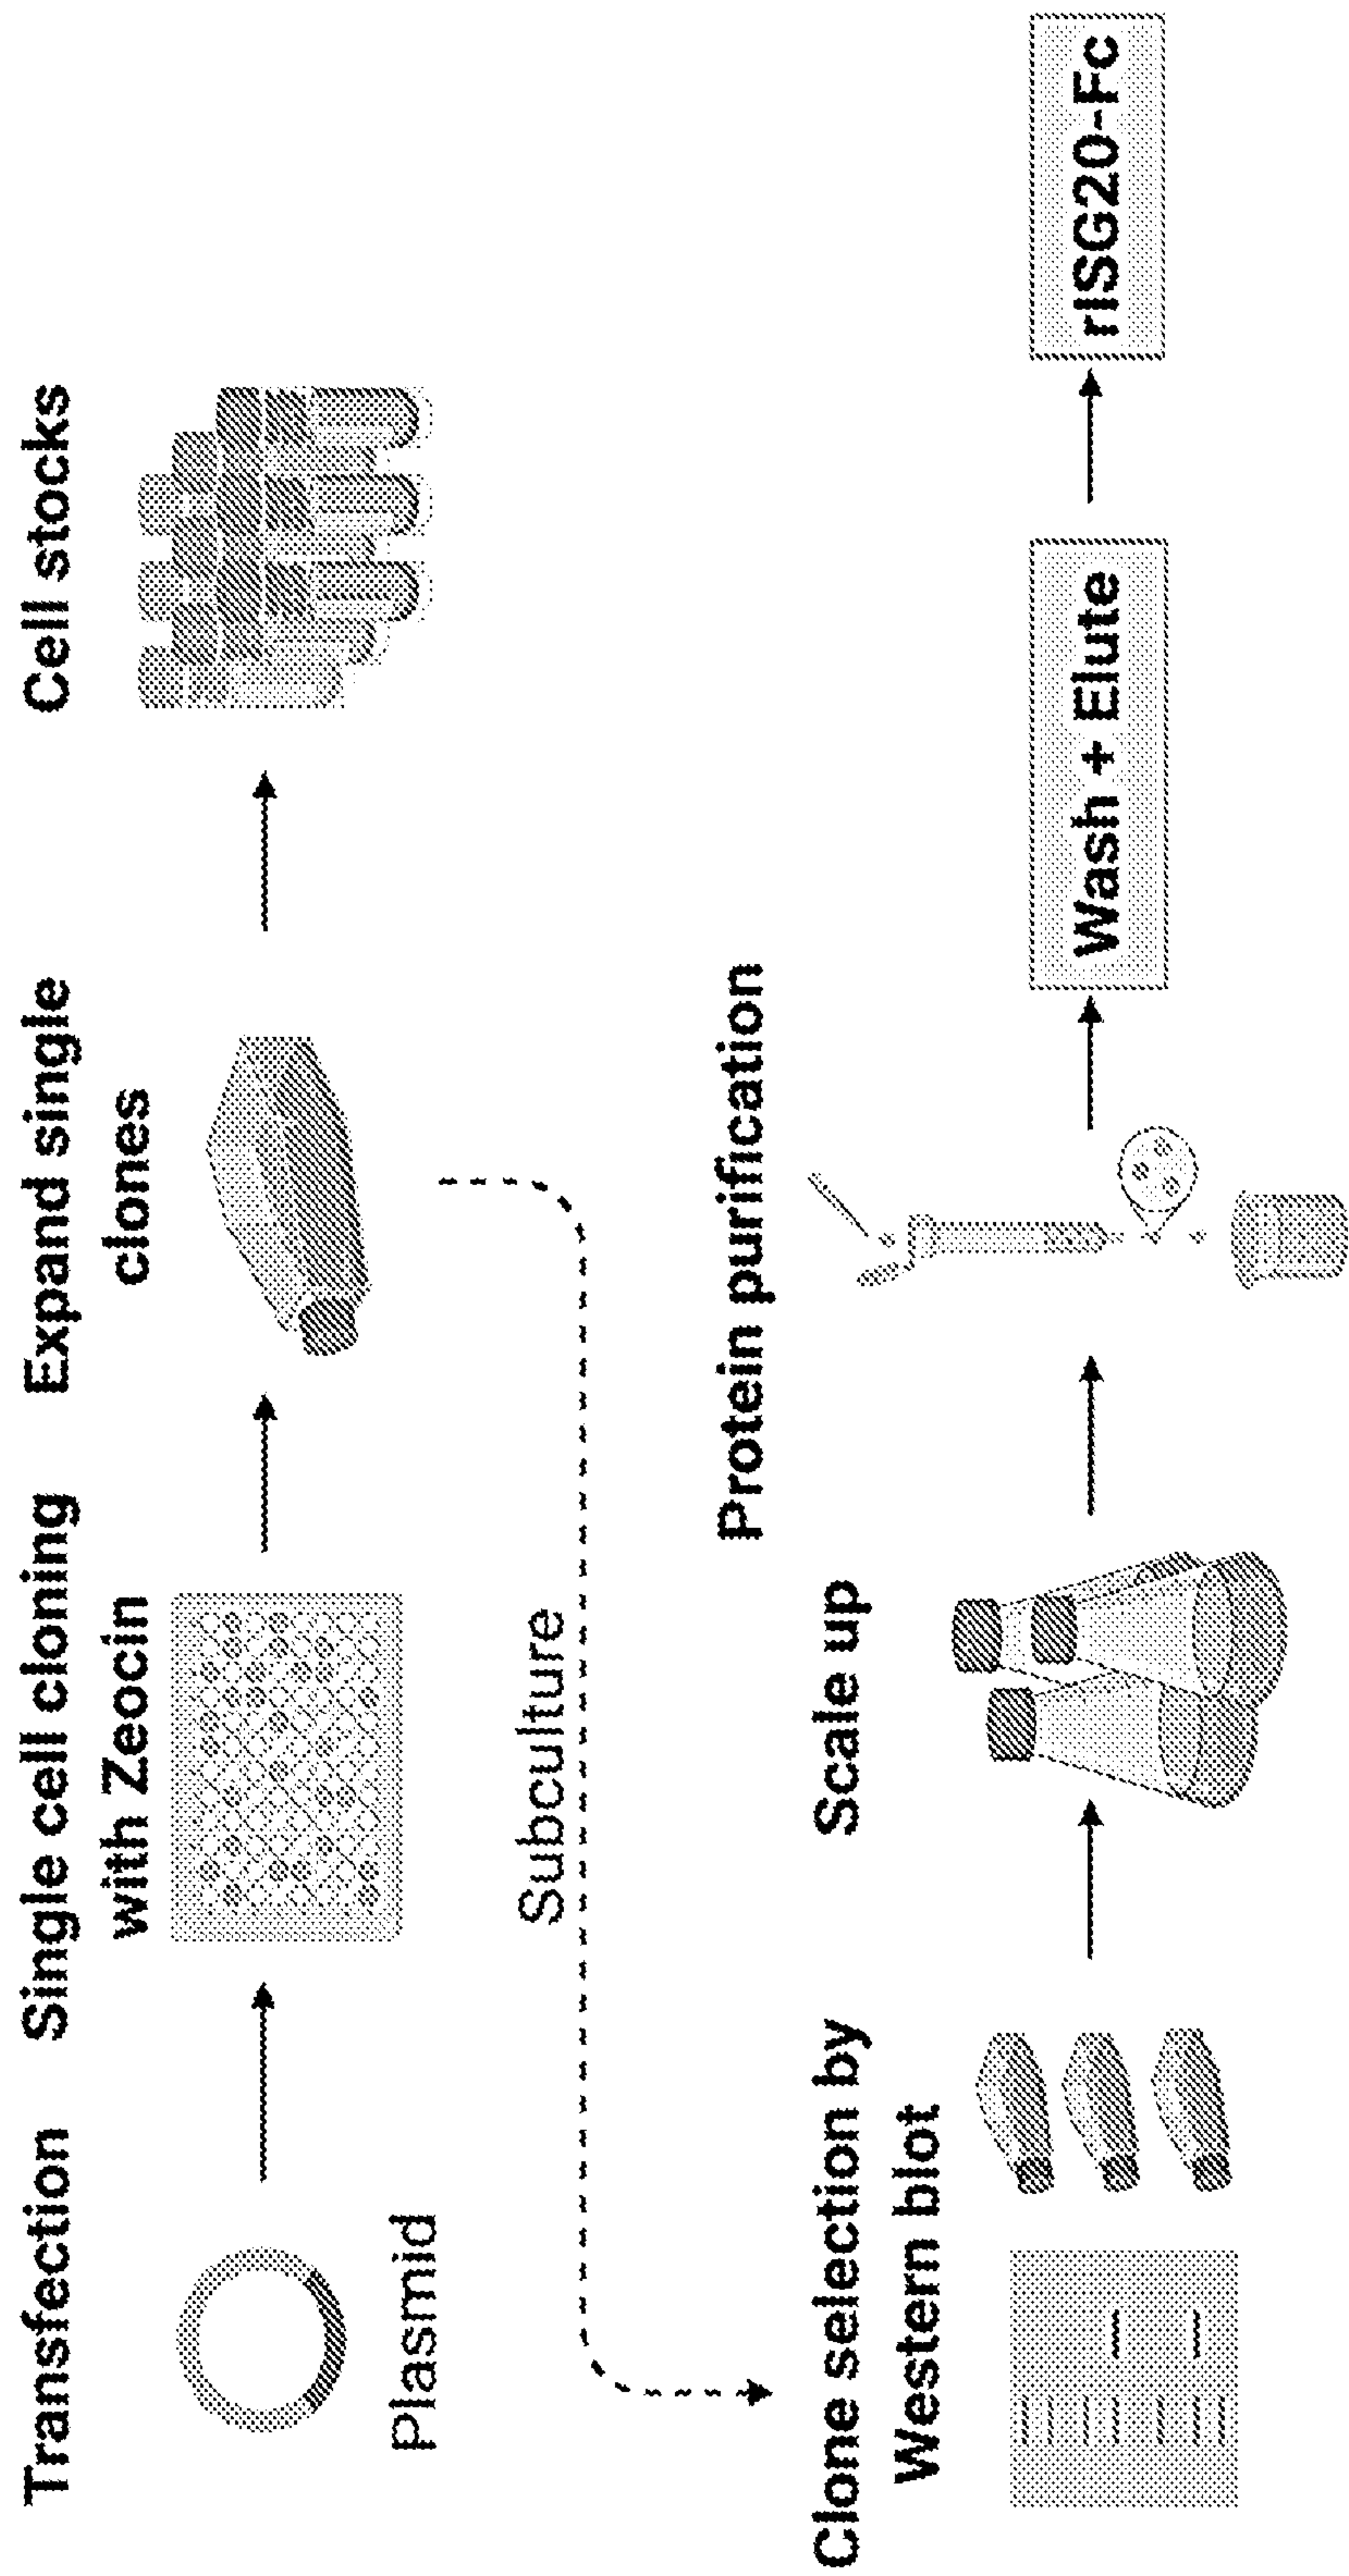 Transfection
Single cell cloning
with Zeocin
Expand single
clones
Cell stocks
Plasmid
Subculture
Clone selection by
Western blot
Scale up
Protein purification
Wash + Elute
rISG20-Fc